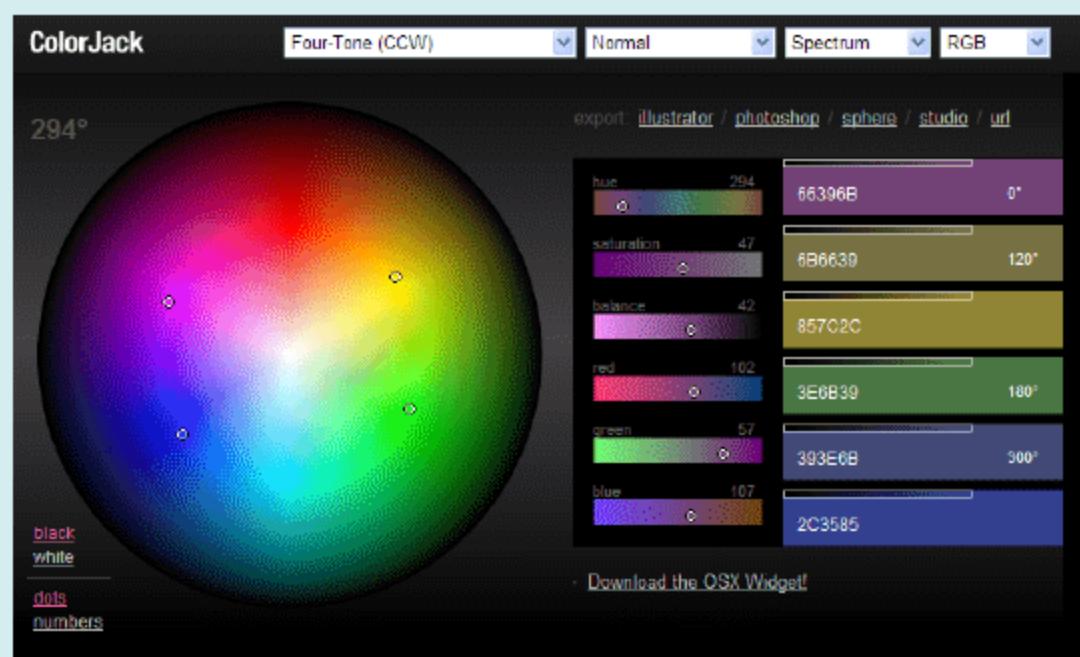 ColorJack
Four-Tone (CCW) Normal Spectrum RGB
294°
export: illustrator / photoshop / sphere / studio / url
hue 294
saturation 47
balance 42
red 102
green 57
blue 107
66396B 0°
6B6639 120°
857C2C
3E6B39 180°
393E6B 300°
2C3585
black
white
dots
numbers
Download the OSX Widget!